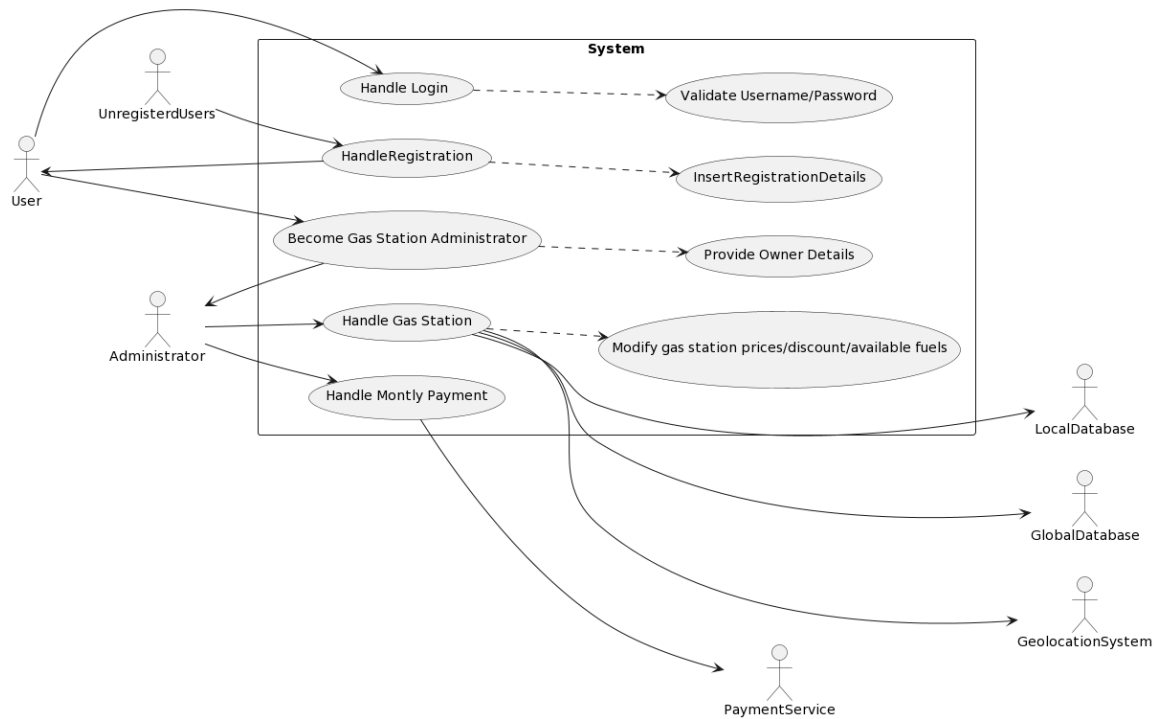 System
Handle Login
Validate Username/Password
UnregisterdUsers
HandleRegistration
InsertRegistrationDetails
User
Become Gas Station Administrator
Provide Owner Details
Handle Gas Station
Modify gas station prices/discount/available fuels
Administrator
Handle Montly Payment
LocalDatabase
GlobalDatabase
GeolocationSystem
PaymentService